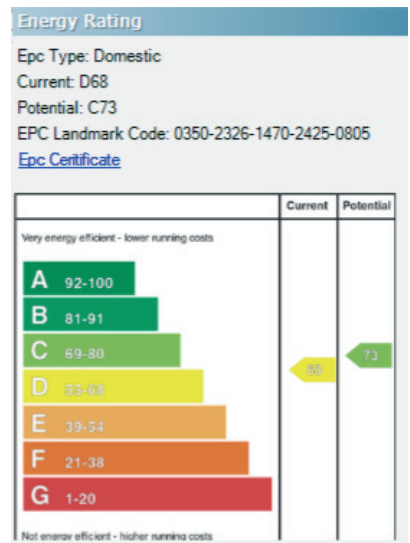 Energy Rating
Epc Type: Domestic
Current: D68
Potential: C73
EPC Landmark Code: 0350-2326-1470-2425-0805
Epc Ceritificate
Current Potential
Very energy efficient - lower running costs
A 92-100
B 81-91
C 69-80
73
68
D 55-68
E 39-54
F 21-38
G 1-20
Not energy efficient - higher running costs